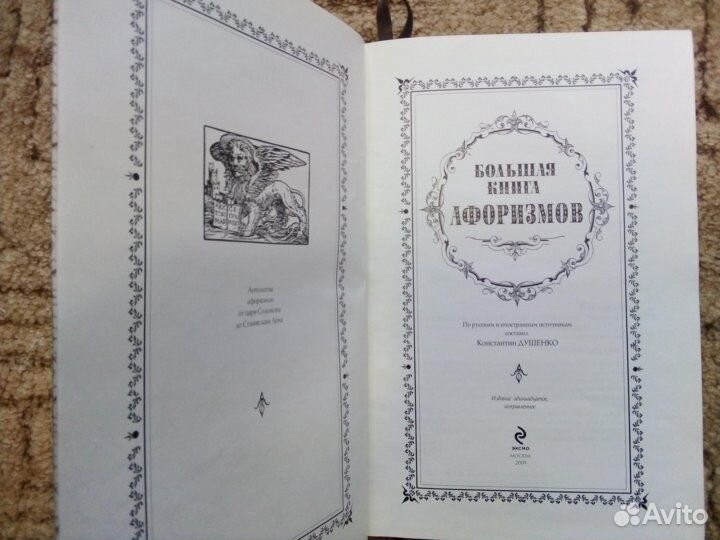 Антология
афоризмов
от царя Соломона
до Станислава Леца
БОЛЬШАЯ
КНИГА
АФОРИЗМОВ
По русским и иностранным источникам
составил
Константин ДУШЕНКО
Издание одиннадцатое,
исправленное
ЭКСМО
МОСКВА
Avito